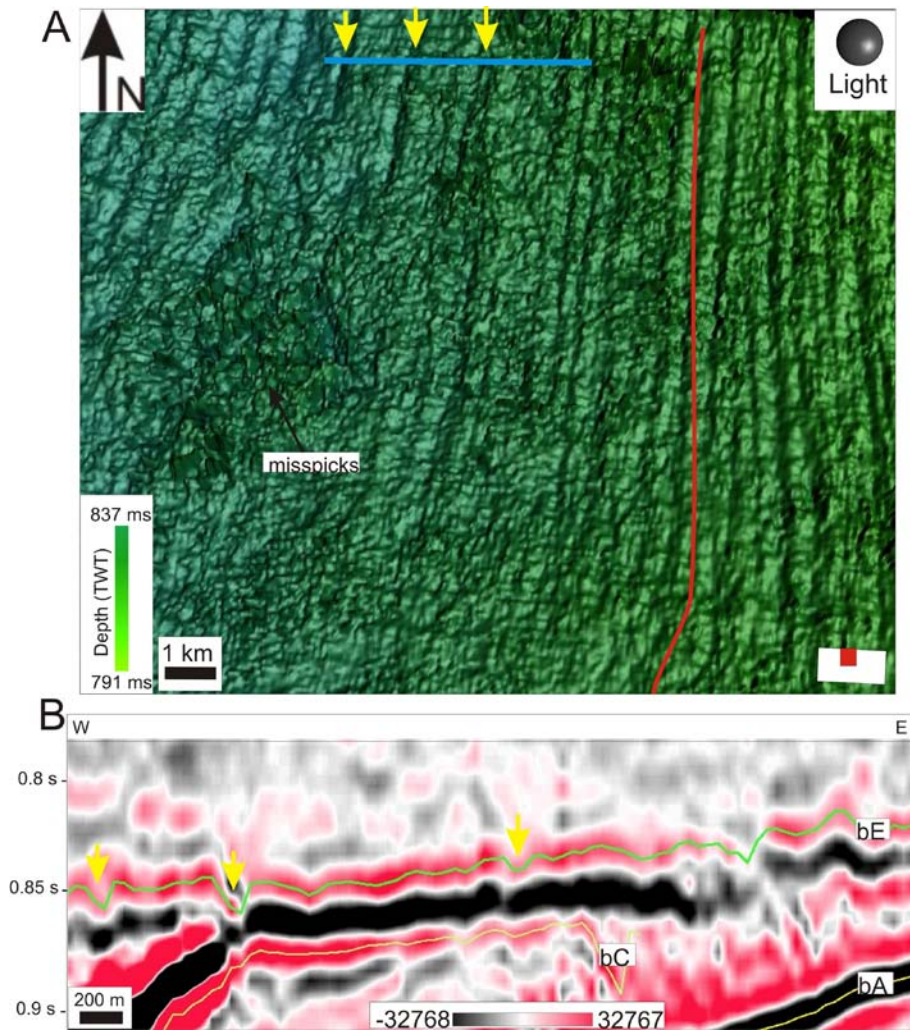 A
N
Light
misspicks
837 ms
Depth (TWT)
791 ms
1 km
B
W
E
0.8 s
bE
0.85 s
bC
bA
0.9 s
200 m
-32768
32767